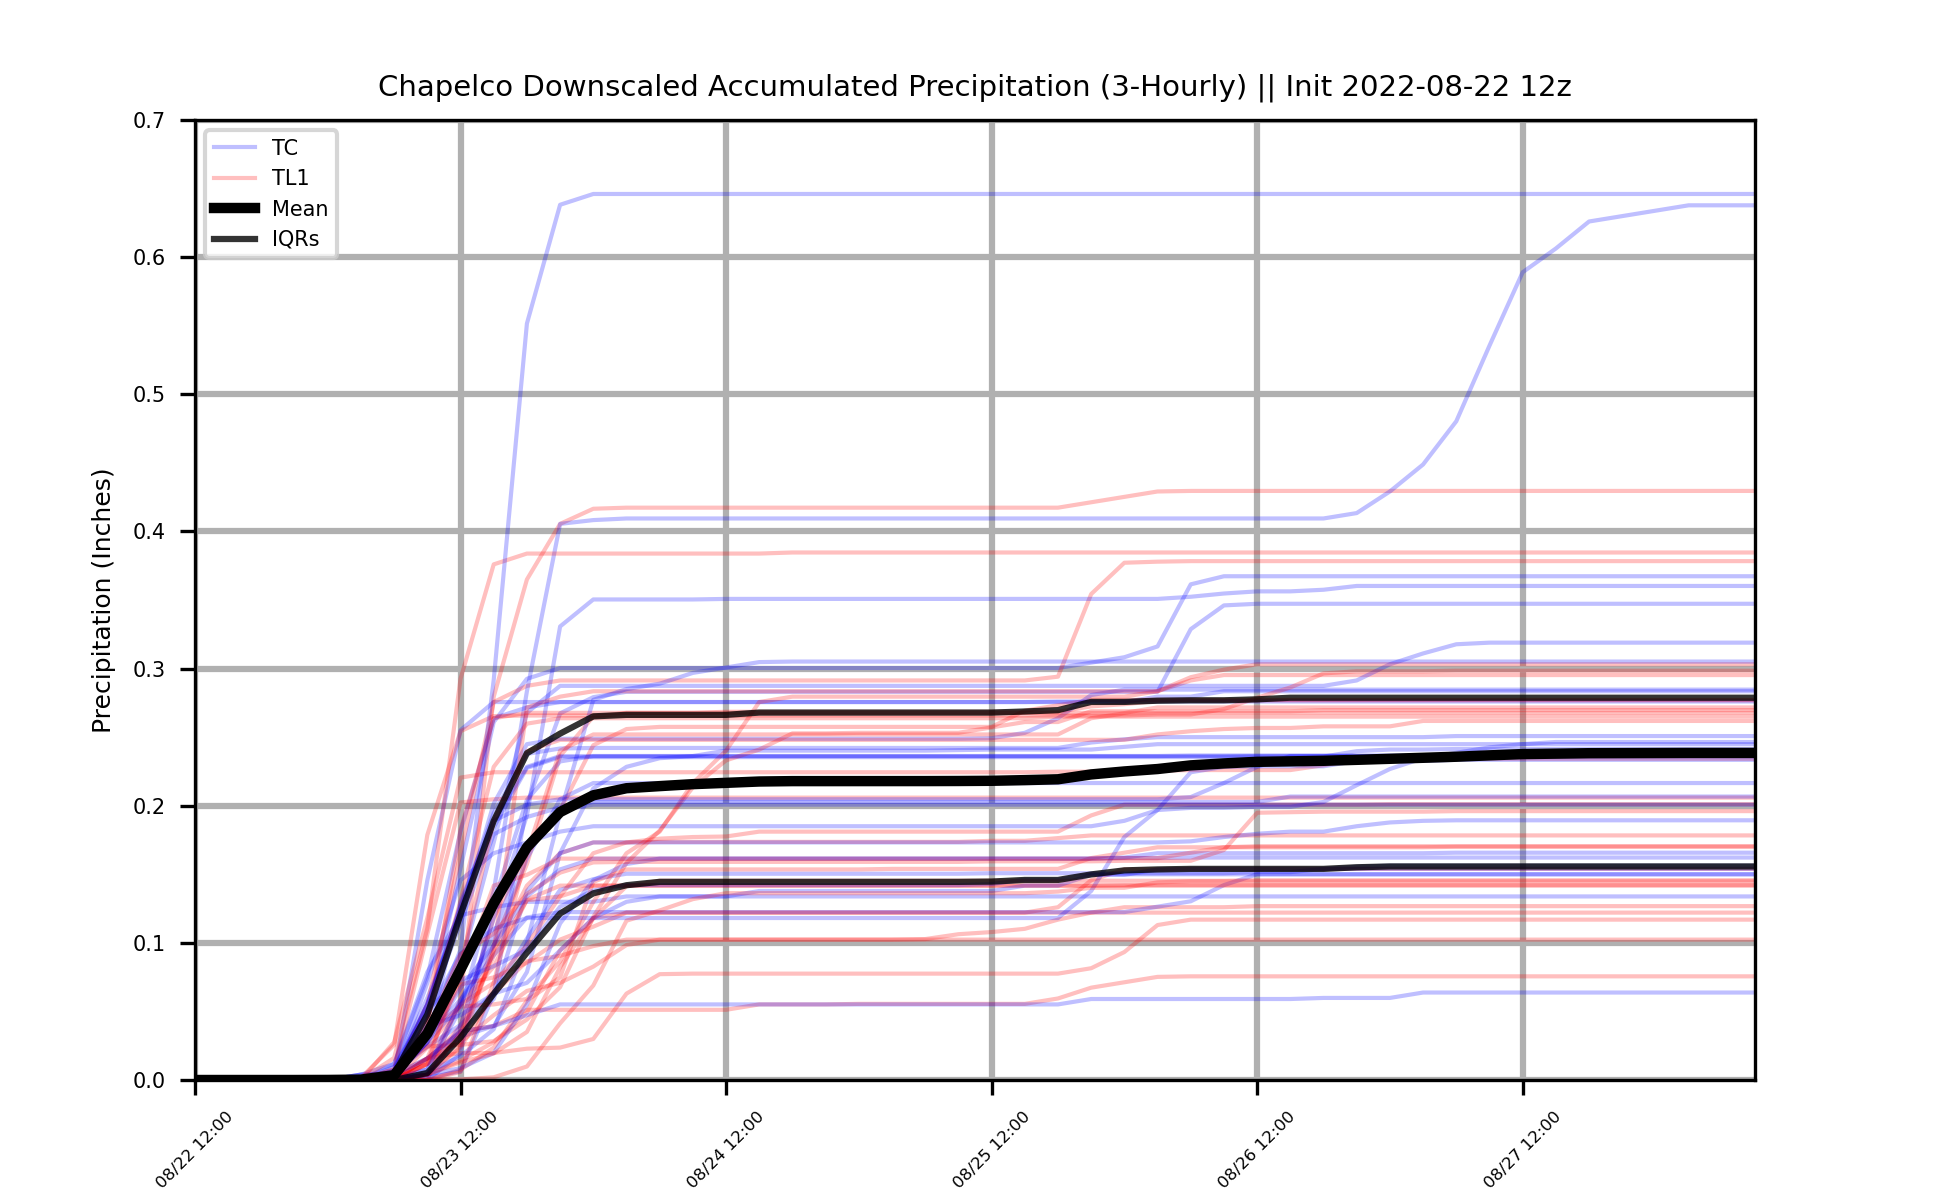 Chapelco Downscaled Accumulated Precipitation (3-Hourly) || Init 2022-08-22 12z
TC
TL1
Mean
IQRs
Precipitation (Inches)
0.7
0.6
0.5
0.4
0.3
0.2
0.1
0.0
08/22 12:00
08/23 12:00
08/24 12:00
08/25 12:00
08/26 12:00
08/27 12:00